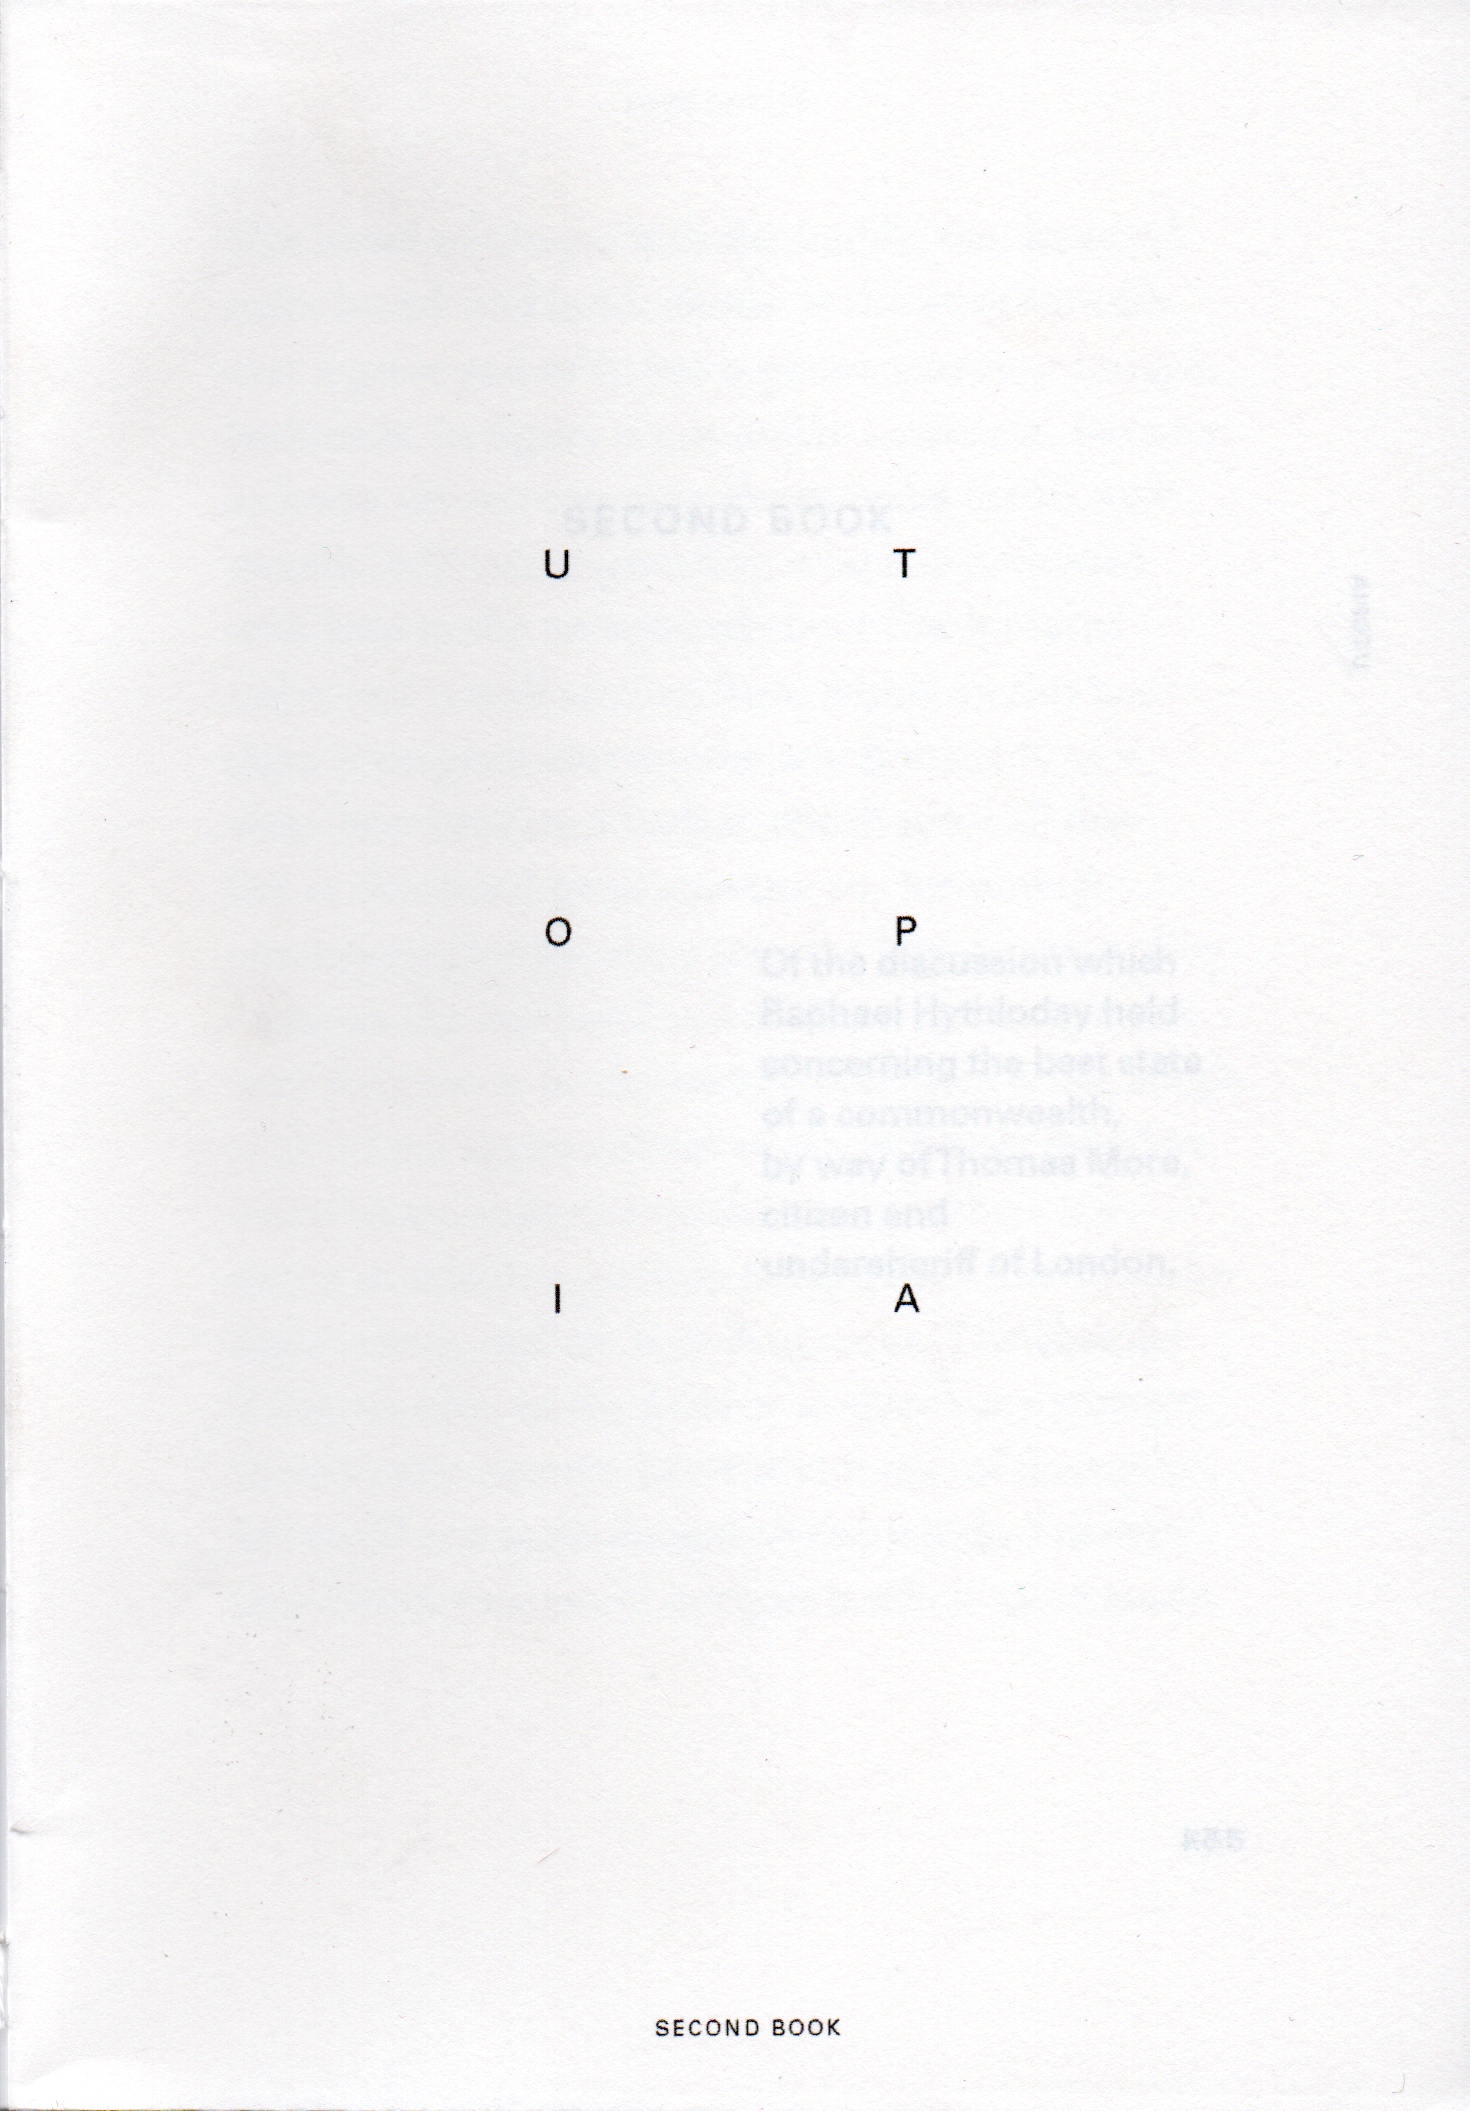 U T
SECOND BOOK
UTOPIA
O P
Of the discussion which
Raphael Hythloday held
concerning the best state
of a commonwealth,
by way of Thomas More,
citizen and
undersheriff of London.
I A
SECOND BOOK